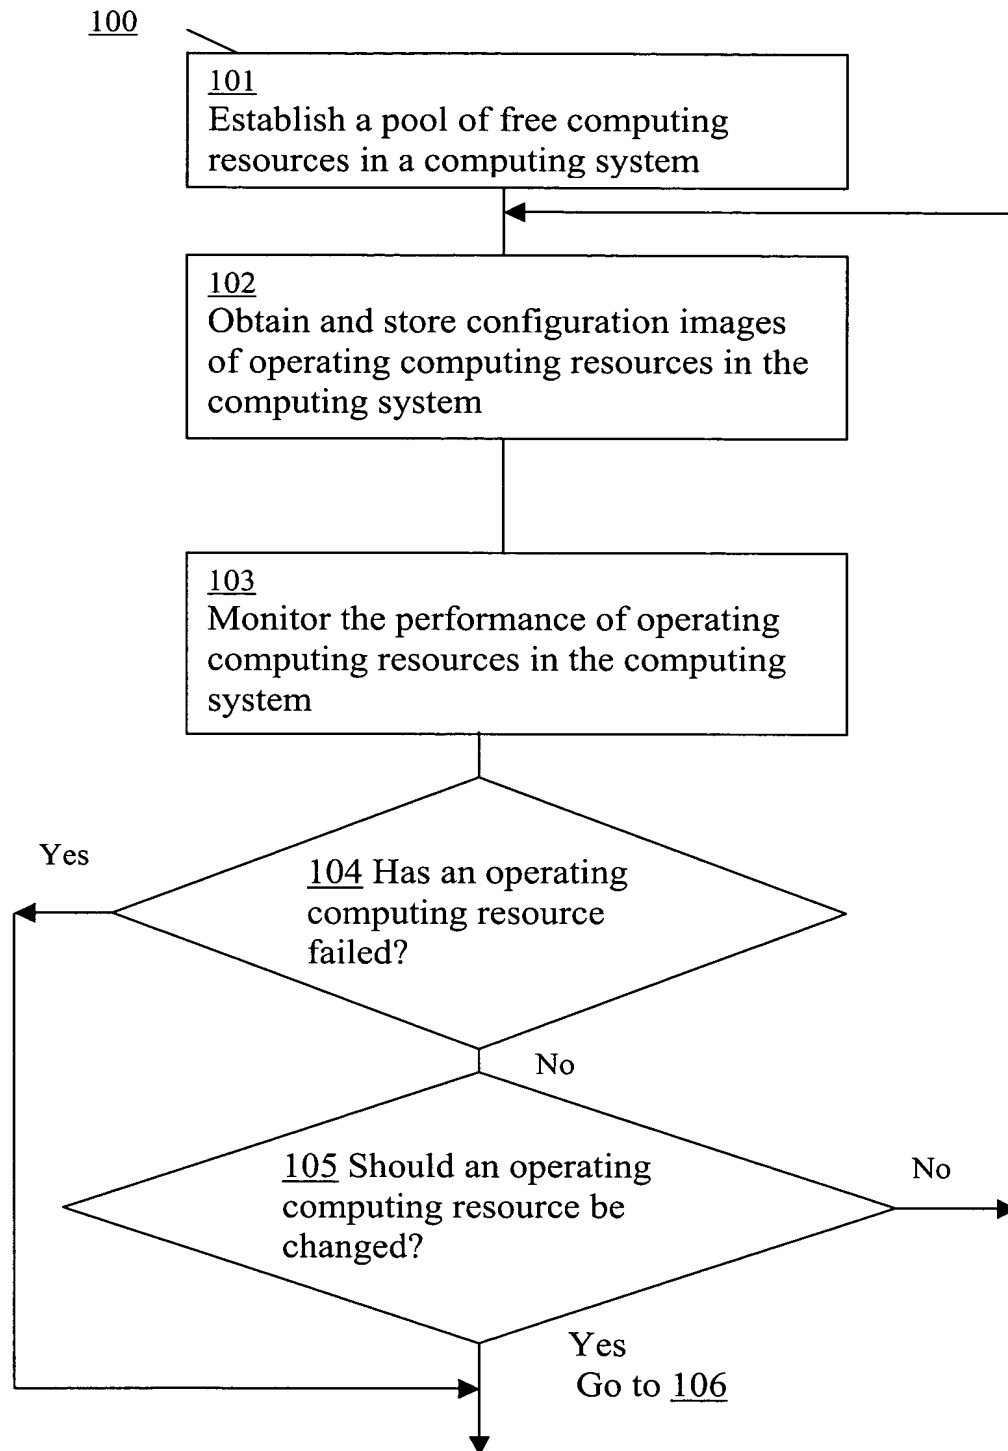 100
101
Establish a pool of free computing
resources in a computing system
102
Obtain and store configuration images
of operating computing resources in the
computing system
103
Monitor the performance of operating
computing resources in the computing
system
Yes
104 Has an operating
computing resource
failed?
No
105 Should an operating
computing resource be
changed?
No
Yes
Go to 106